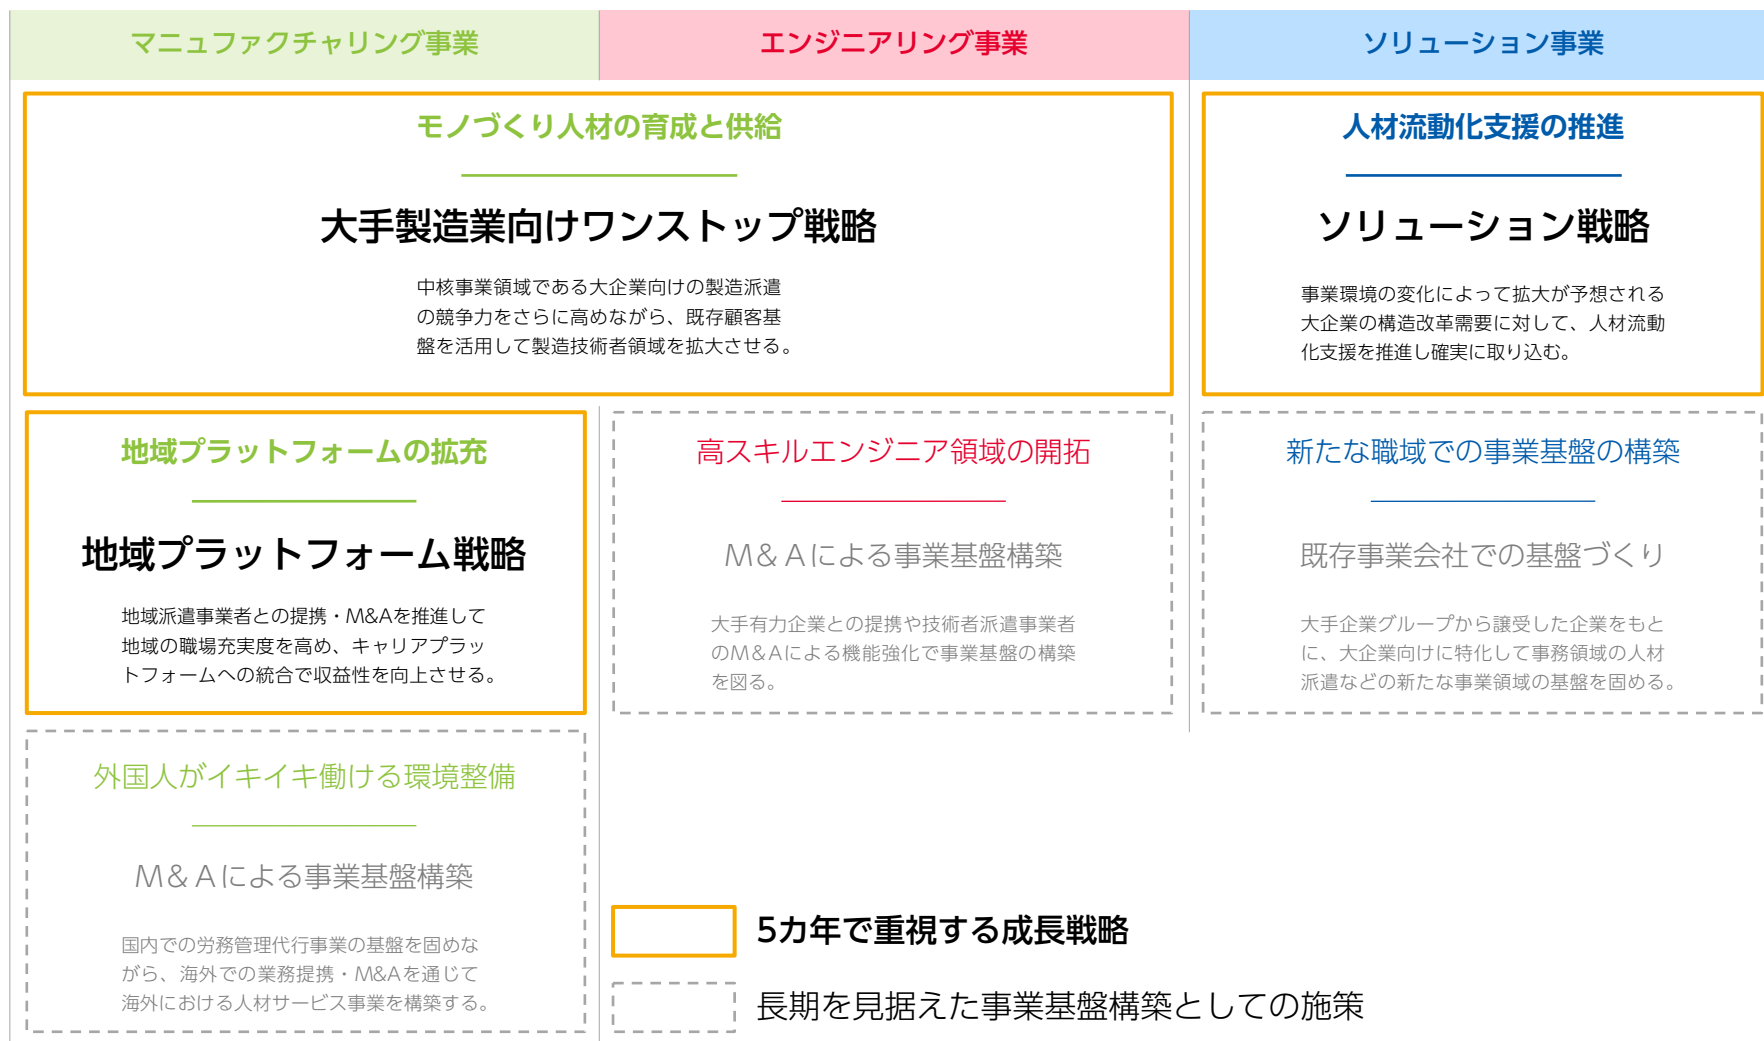 マニュファクチャリング事業
エンジニアリング事業
ソリューション事業
モノづくり人材の育成と供給
大手製造業向けワンストップ戦略
中核事業領域である大企業向けの製造派遣
の競争力をさらに高めながら、既存顧客基
盤を活用して製造技術者領域を拡大させる。
人材流動化支援の推進
ソリューション戦略
事業環境の変化によって拡大が予想される
大企業の構造改革需要に対して、人材流動
化支援を推進し確実に取り込む。
地域プラットフォームの拡充
地域プラットフォーム戦略
地域派遣事業者との提携・M&Aを推進して
地域の職場充実度を高め、キャリアプラッ
トフォームへの統合で収益性を向上させる。
高スキルエンジニア領域の開拓
M&Aによる事業基盤構築
大手有力企業との提携や技術者派遣事業者
のM&Aによる機能強化で事業基盤の構築
を図る。
新たな職域での事業基盤の構築
既存事業会社での基盤づくり
大手企業グループから譲受した企業をもと
に、大企業向けに特化して事務領域の人材
派遣などの新たな事業領域の基盤を固める。
外国人がイキイキ働ける環境整備
M&Aによる事業基盤構築
国内での労務管理代行事業の基盤を固めな
がら、海外での業務提携・M&Aを通じて
海外における人材サービス事業を構築する。
5カ年で重視する成長戦略
長期を見据えた事業基盤構築としての施策